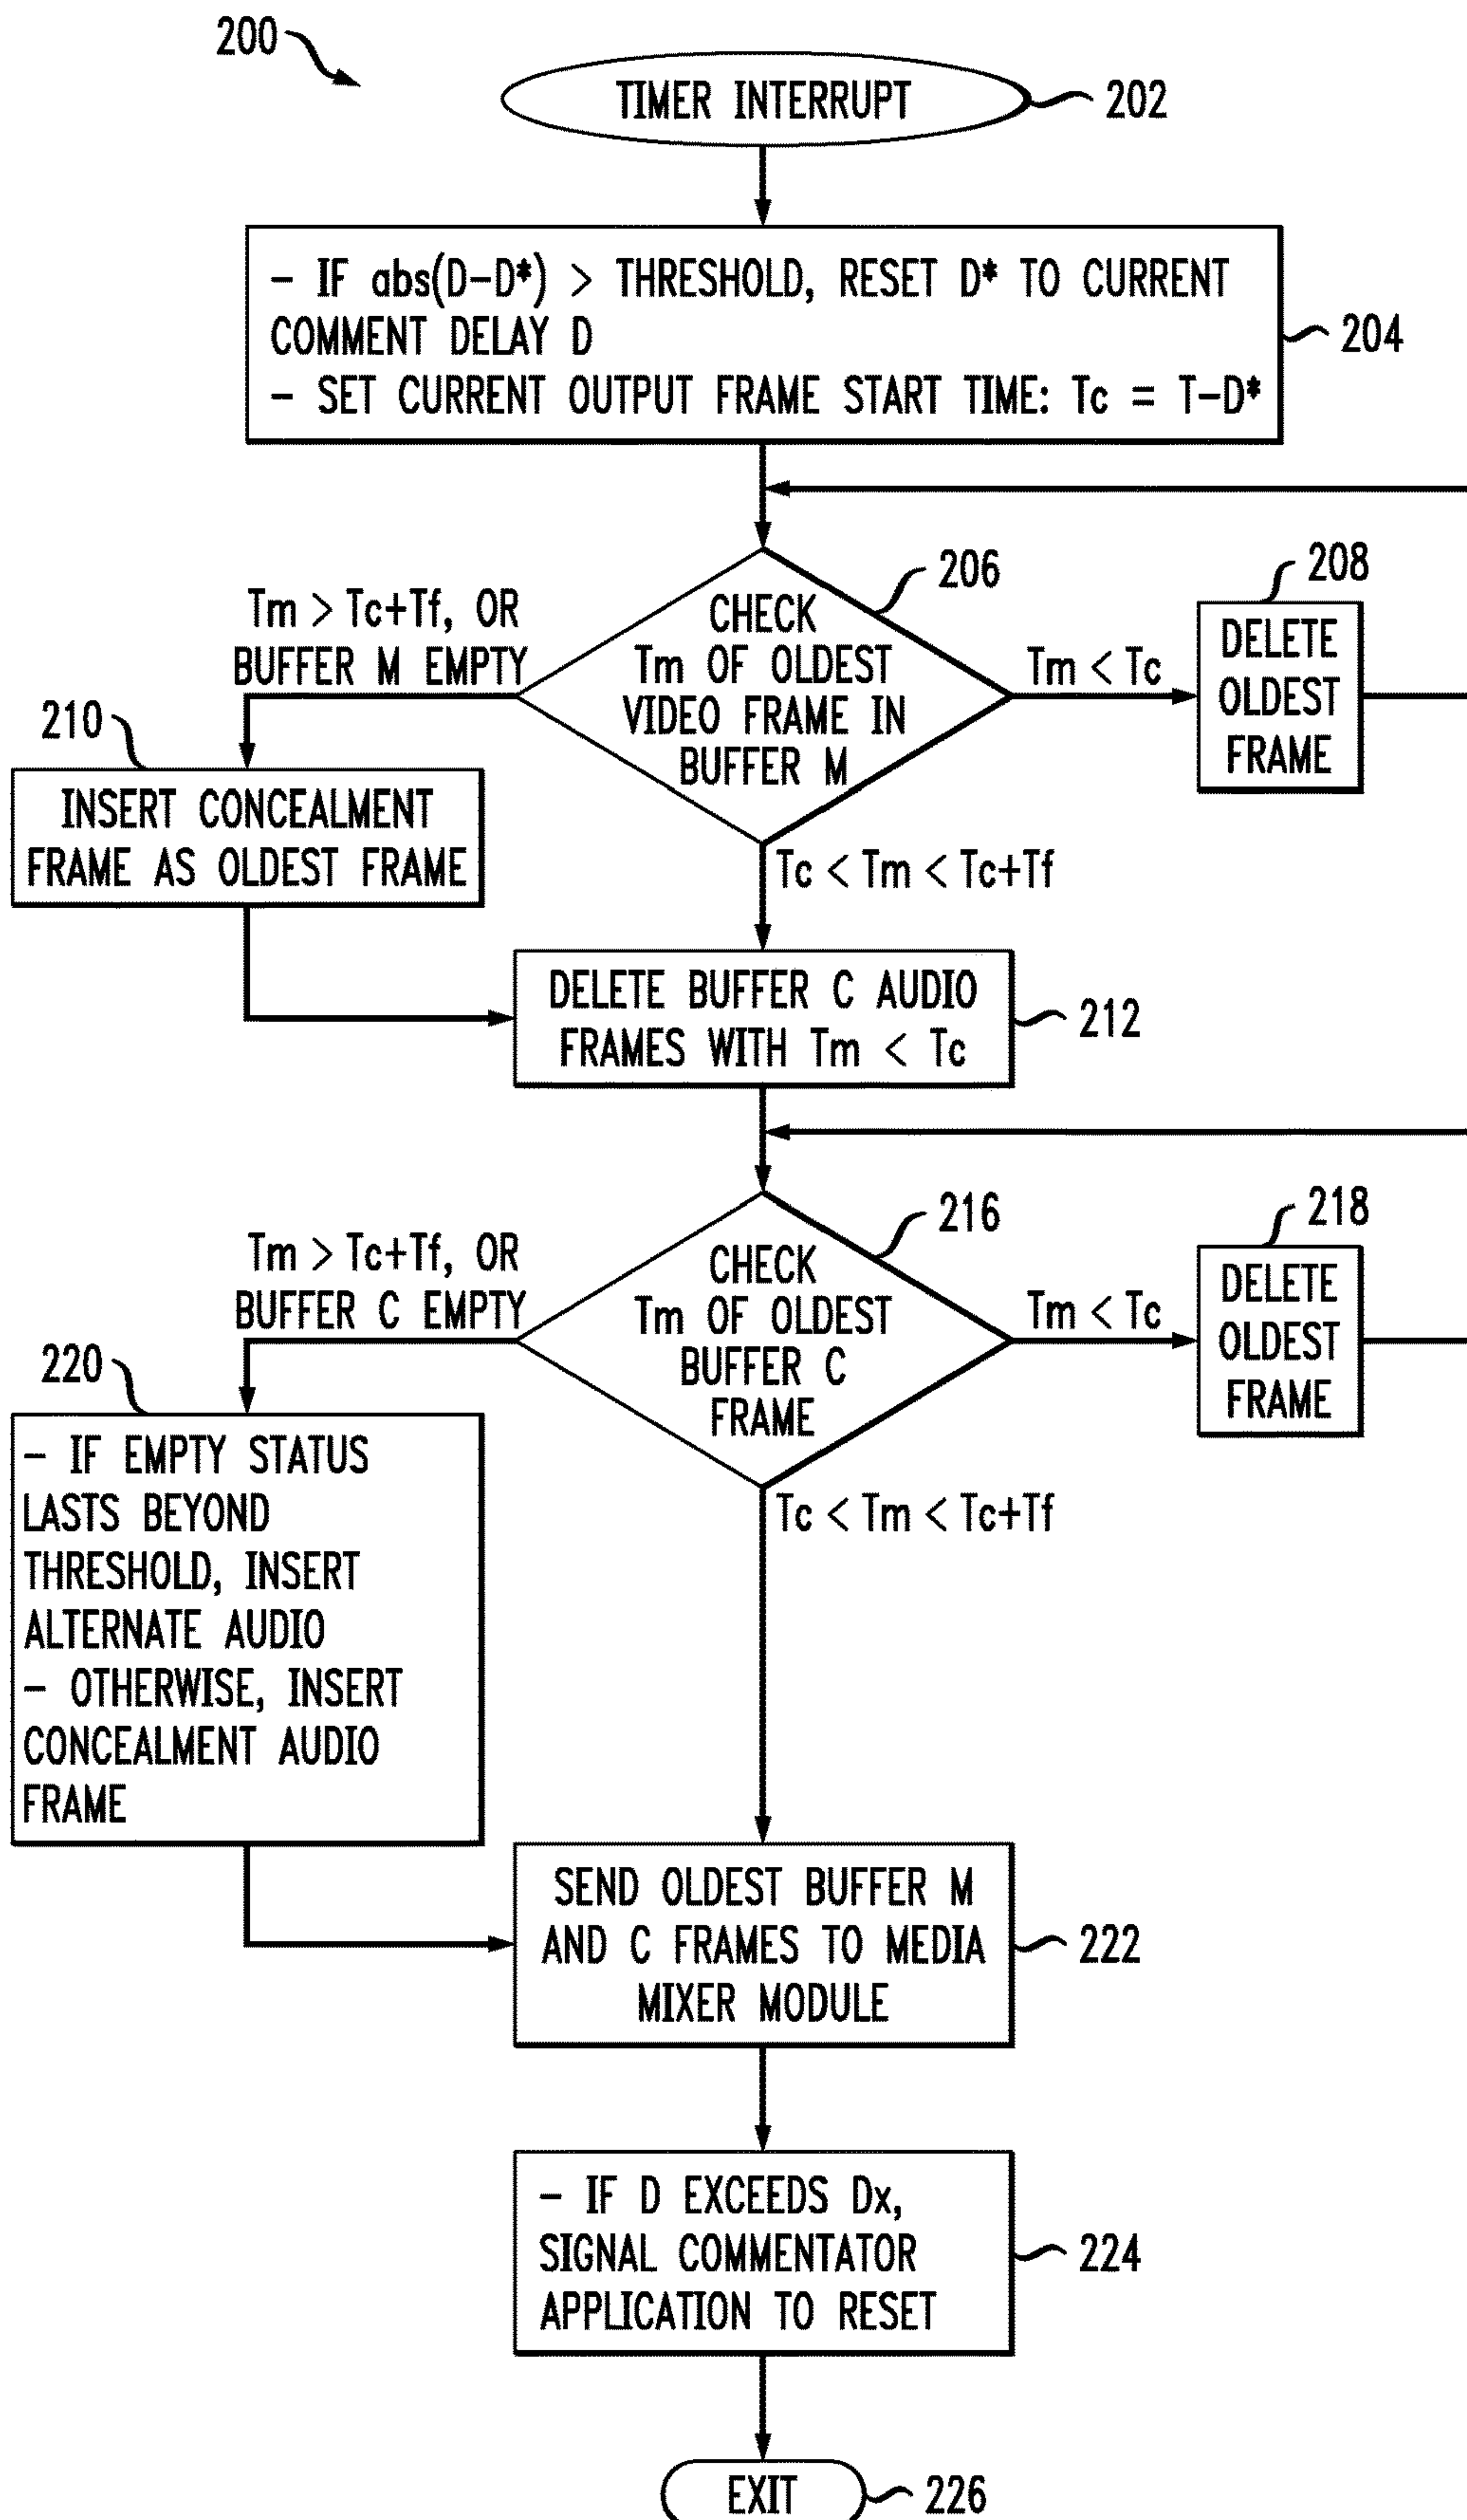 200
TIMER INTERRUPT
202
- IF abs(D-D*) > THRESHOLD, RESET D* TO CURRENT
COMMENT DELAY D
- SET CURRENT OUTPUT FRAME START TIME: Tc = T-D*
204
206
CHECK
Tm OF OLDEST
VIDEO FRAME IN
BUFFER M
Tm > Tc+Tf, OR
BUFFER M EMPTY
Tm < Tc
208
DELETE
OLDEST
FRAME
210
INSERT CONCEALMENT
FRAME AS OLDEST FRAME
Tc < Tm < Tc+Tf
DELETE BUFFER C AUDIO
FRAMES WITH Tm < Tc
212
216
CHECK
Tm OF OLDEST
BUFFER C
FRAME
Tm > Tc+Tf, OR
BUFFER C EMPTY
Tm < Tc
218
DELETE
OLDEST
FRAME
220
- IF EMPTY STATUS
LASTS BEYOND
THRESHOLD, INSERT
ALTERNATE AUDIO
- OTHERWISE, INSERT
CONCEALMENT AUDIO
FRAME
Tc < Tm < Tc+Tf
SEND OLDEST BUFFER M
AND C FRAMES TO MEDIA
MIXER MODULE
222
- IF D EXCEEDS Dx,
SIGNAL COMMENTATOR
APPLICATION TO RESET
224
EXIT
226